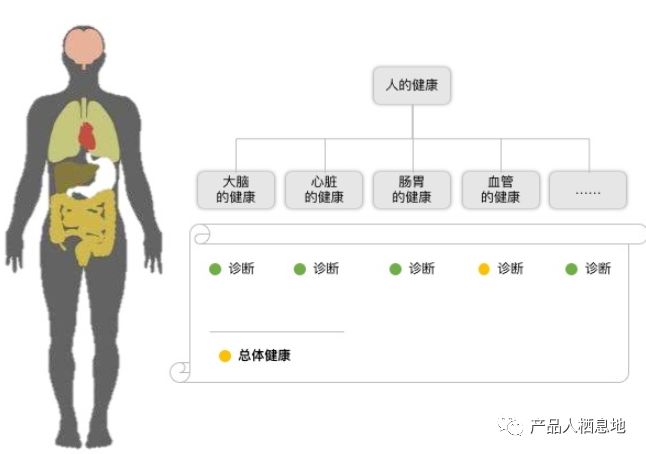 人的健康
大脑
的健康
心脏
的健康
肠胃
的健康
血管
的健康
……
诊断
诊断
诊断
诊断
诊断
总体健康
产品人栖息地